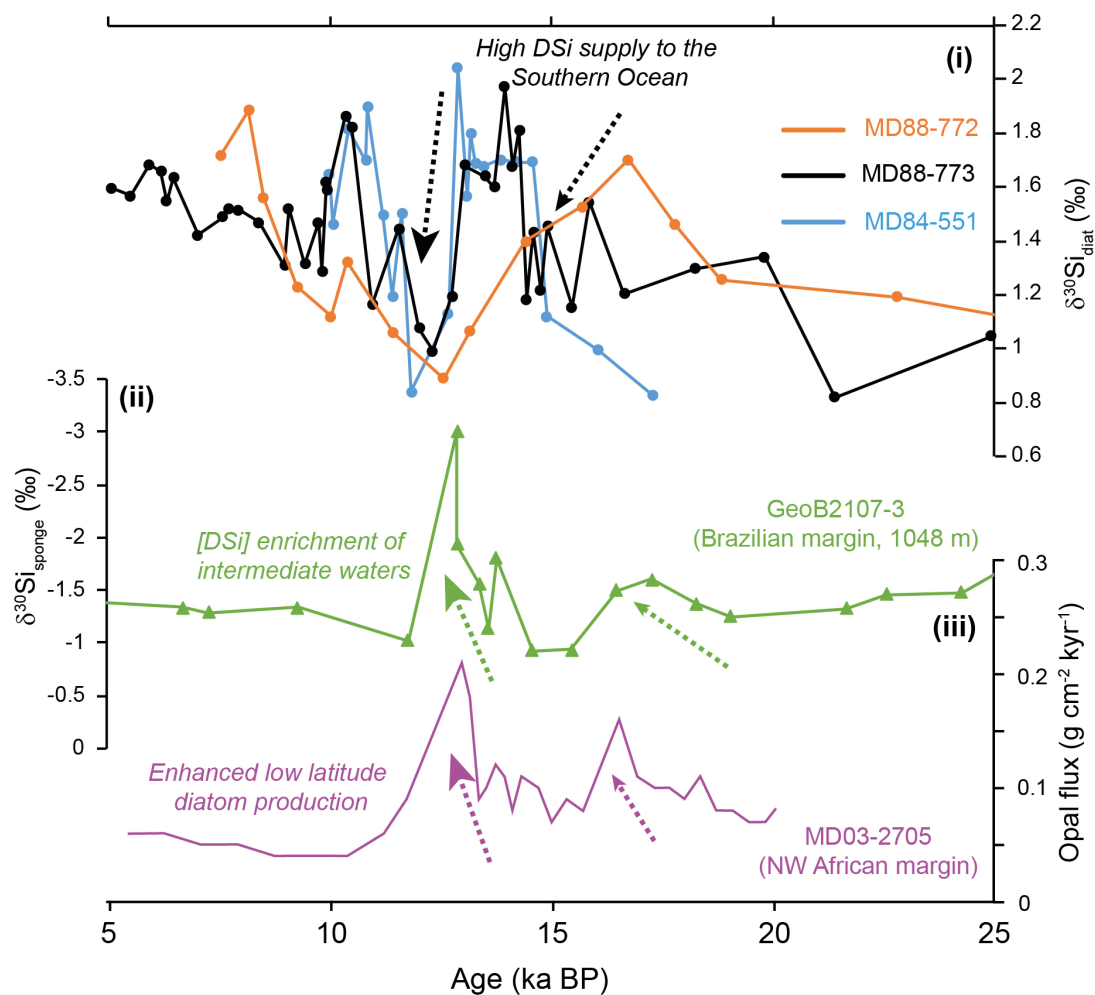 High DSi supply to the
Southern Ocean
(i)
MD88-772
MD88-773
MD84-551
2.2
2
1.8
1.6
1.4
1.2
1
0.8
0.6
δ³⁰Si_diat (‰)
(ii)
-3.5
-3
-2.5
-2
-1.5
-1
-0.5
0
δ³⁰Si_sponge (‰)
[DSi] enrichment of
intermediate waters
GeoB2107-3
(Brazilian margin, 1048 m)
(iii)
0.3
0.2
0.1
0
Opal flux (g cm⁻² kyr⁻¹)
Enhanced low latitude
diatom production
MD03-2705
(NW African margin)
5 10 15 20 25
Age (ka BP)